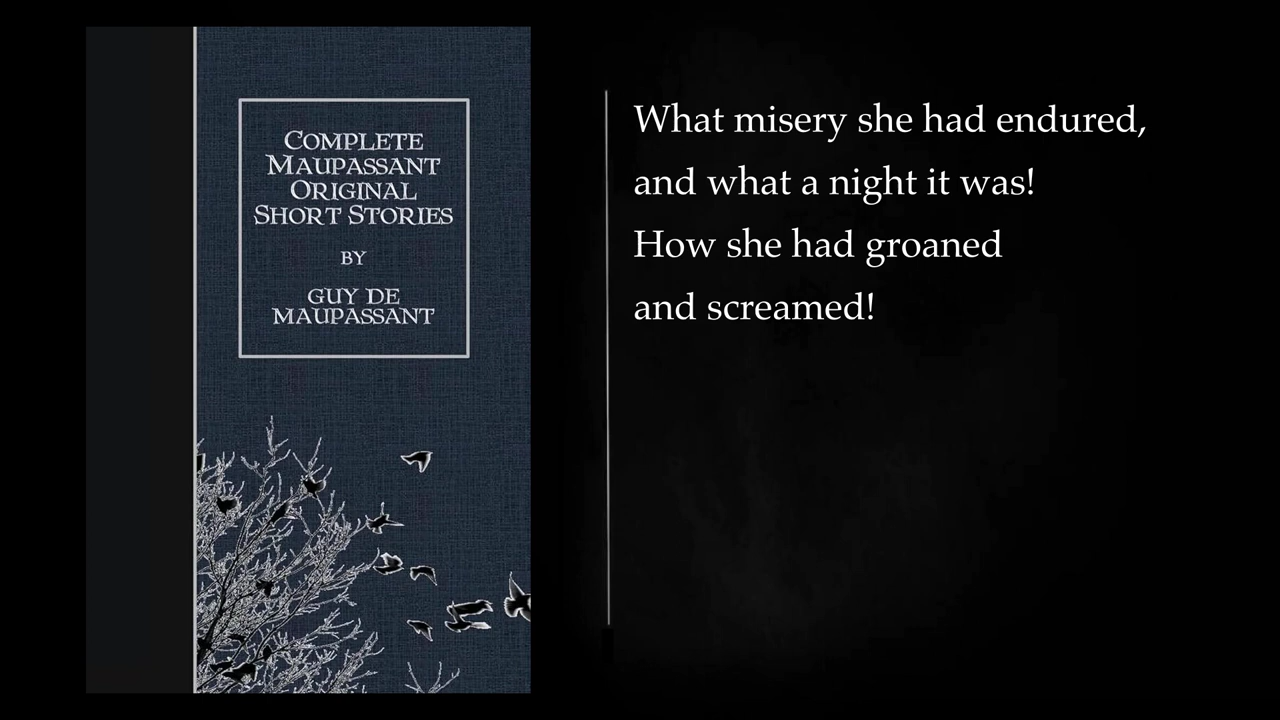 COMPLETE
MAUPASSANT
ORIGINAL
SHORT STORIES
BY
GUY DE
MAUPASSANT
What misery she had endured,
and what a night it was!
How she had groaned
and screamed!